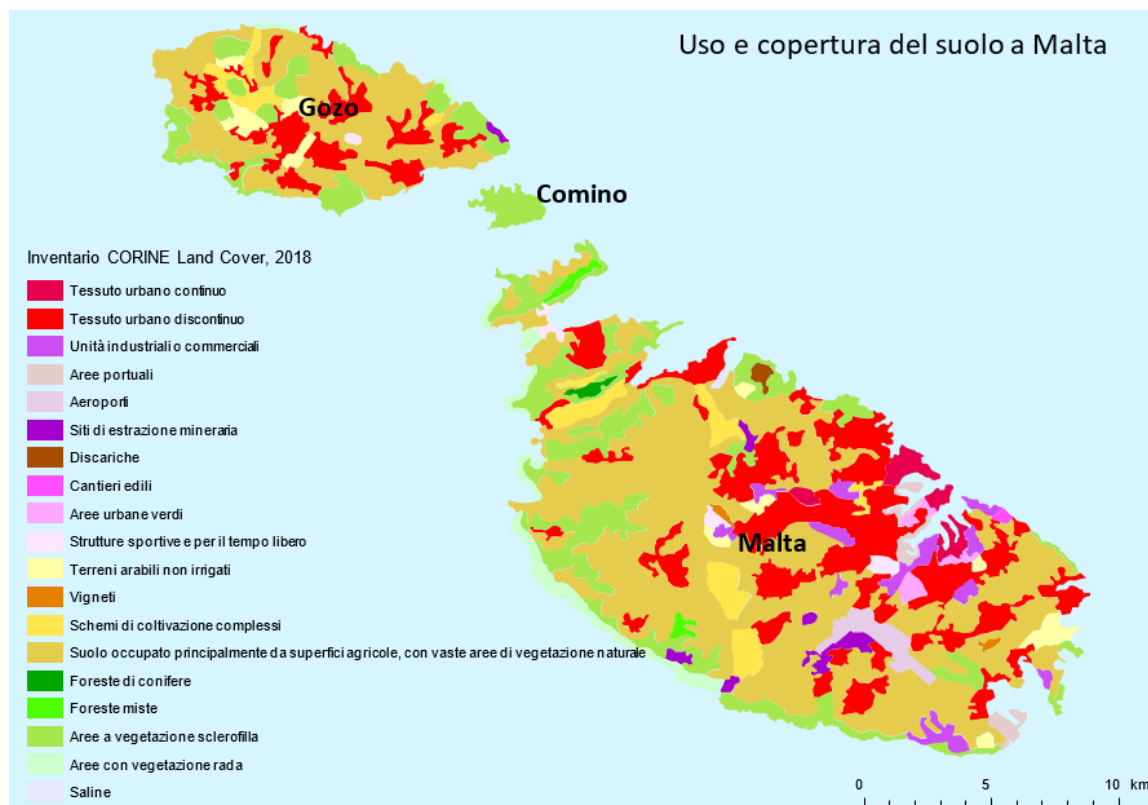 Uso e copertura del suolo a Malta
Gozo
Comino
Inventario CORINE Land Cover, 2018
Tessuto urbano continuo
Tessuto urbano discontinuo
Unità industriali o commerciali
Aree portuali
Aeroporti
Siti di estrazione mineraria
Discariche
Cantieri edili
Aree urbane verdi
Strutture sportive e per il tempo libero
Malta
Terreni arabili non irrigati
Vigneti
Schemi di coltivazione complessi
Suolo occupato principalmente da superfici agricole, con vaste aree di vegetazione naturale
Foreste di conifere
Foreste miste
Aree a vegetazione sclerofilla
Aree con vegetazione rada
Saline
0 5 10 km